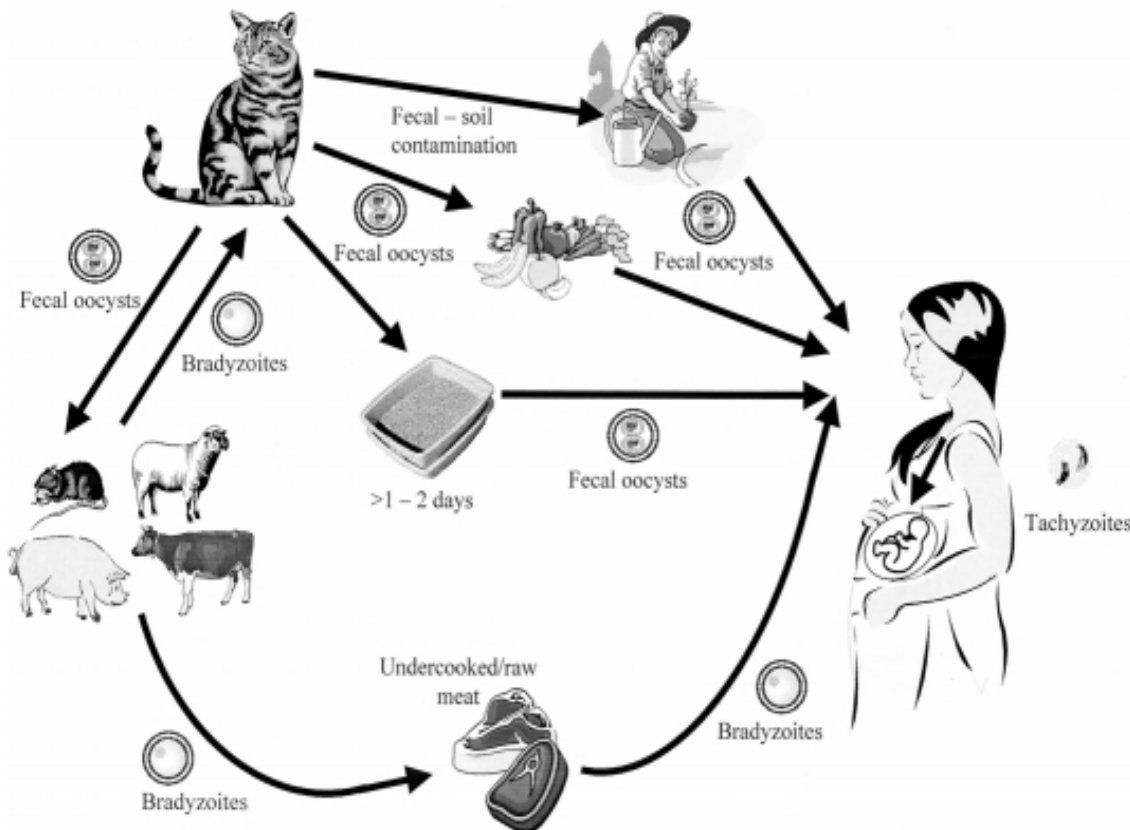 Fecal – soil
contamination
Fecal oocysts
Fecal oocysts
Fecal oocysts
Bradyzoites
>1 – 2 days
Fecal oocysts
Tachyzoites
Undercooked/raw
meat
Bradyzoites
Bradyzoites